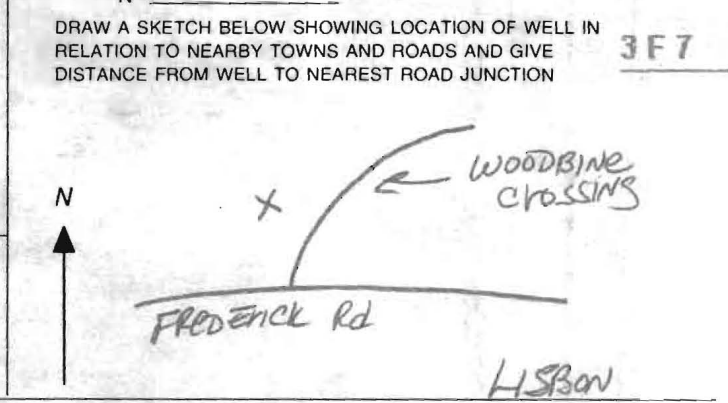 N
DRAW A SKETCH BELOW SHOWING LOCATION OF WELL IN
RELATION TO NEARBY TOWNS AND ROADS AND GIVE
DISTANCE FROM WELL TO NEAREST ROAD JUNCTION
3F7
WOODBINE
CrOSSING
N
X
FREDERICK Rd
LISBON